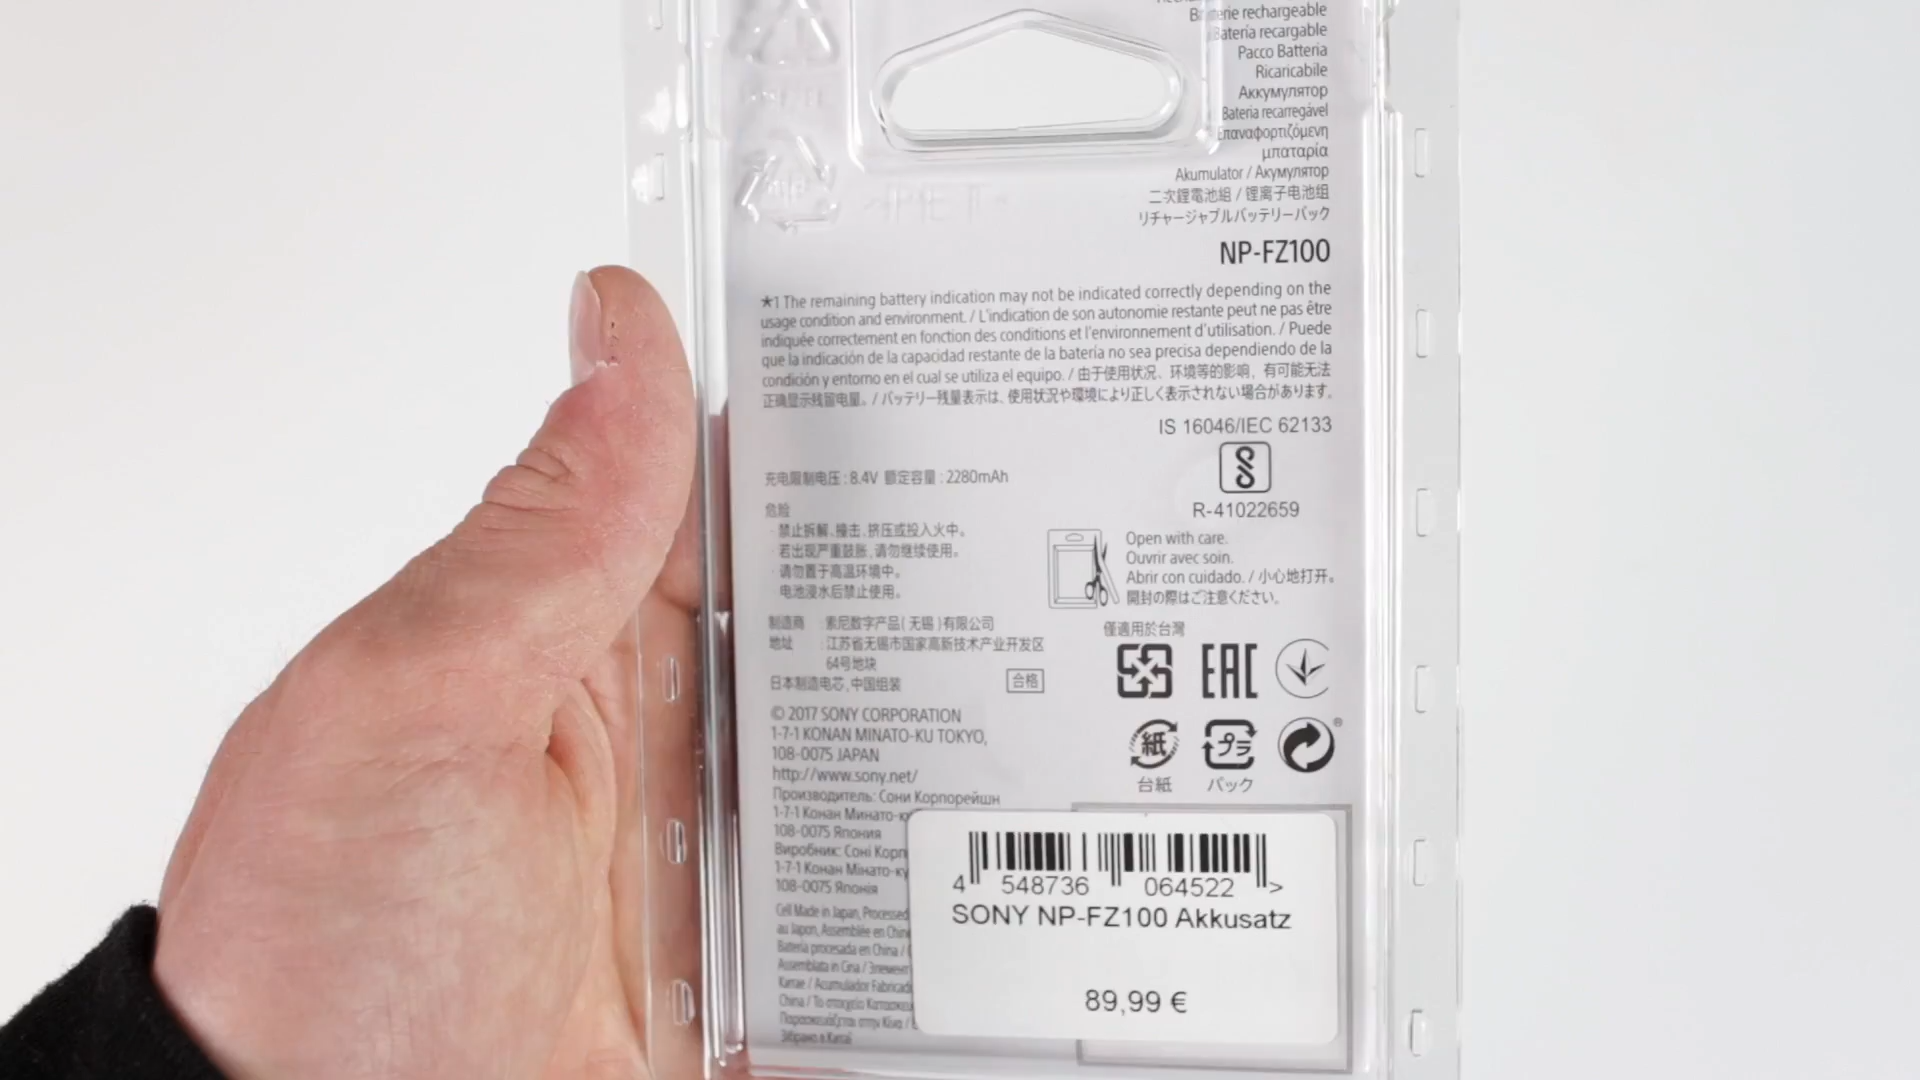 Batterie rechargeable
Batería recargable
Pacco Batteria
Ricaricabile
Аккумулятор
Bateria recarregável
Επαναφορτιζόμενη
μπαταρία
Akumulator / Акумулятор
二次鋰電池組 / 锂离子电池组
リチャージャブルバッテリーパック
NP-FZ100
★1 The remaining battery indication may not be indicated correctly depending on the
usage condition and environment. / L'indication de son autonomie restante peut ne pas être
indiquée correctement en fonction des conditions et l'environnement d'utilisation. / Puede
que la indicación de la capacidad restante de la batería no sea precisa dependiendo de la
condición y entorno en el cual se utiliza el equipo. / 由于使用状况、环境等的影响，有可能无法
正确显示残留电量。/ バッテリー残量表示は、使用状況や環境により正しく表示されない場合があります。
IS 16046/IEC 62133
R-41022659
充电限制电压 : 8.4V 额定容量 : 2280mAh
危险
· 禁止拆解、撞击、挤压或投入火中。
· 若出现严重鼓胀，请勿继续使用。
· 请勿置于高温环境中。
· 电池浸水后禁止使用。
Open with care.
Ouvrir avec soin.
Abrir con cuidado. / 小心地打开。
開封の際はご注意ください。
制造商 : 索尼数字产品(无锡)有限公司
地址 : 江苏省无锡市国家高新技术产业开发区
64号地块
日本制造电芯，中国组装
合格
僅適用於台灣
EAC
紙
台紙
プラ
パック
®
© 2017 SONY CORPORATION
1-7-1 KONAN MINATO-KU TOKYO,
108-0075 JAPAN
http://www.sony.net/
Производитель: Сони Корпорейшн
1-7-1 Конан Минато-к
108-0075 Япония
Виробник: Соні Корп
1-7-1 Конан Мінато-ку
108-0075 Японія
Cell Made in Japan, Processed
au Japon, Assemblée en Chine
Batería procesada en China /
Assemblata in Cina / Элемент
Китае / Acumulador Fabricad
China / Το στοιχείο Κατασκευ
Παρασκευάζεται στην Κίνα /
Зібрано в Китаї
4 548736 064522 >
SONY NP-FZ100 Akkusatz
89,99 €